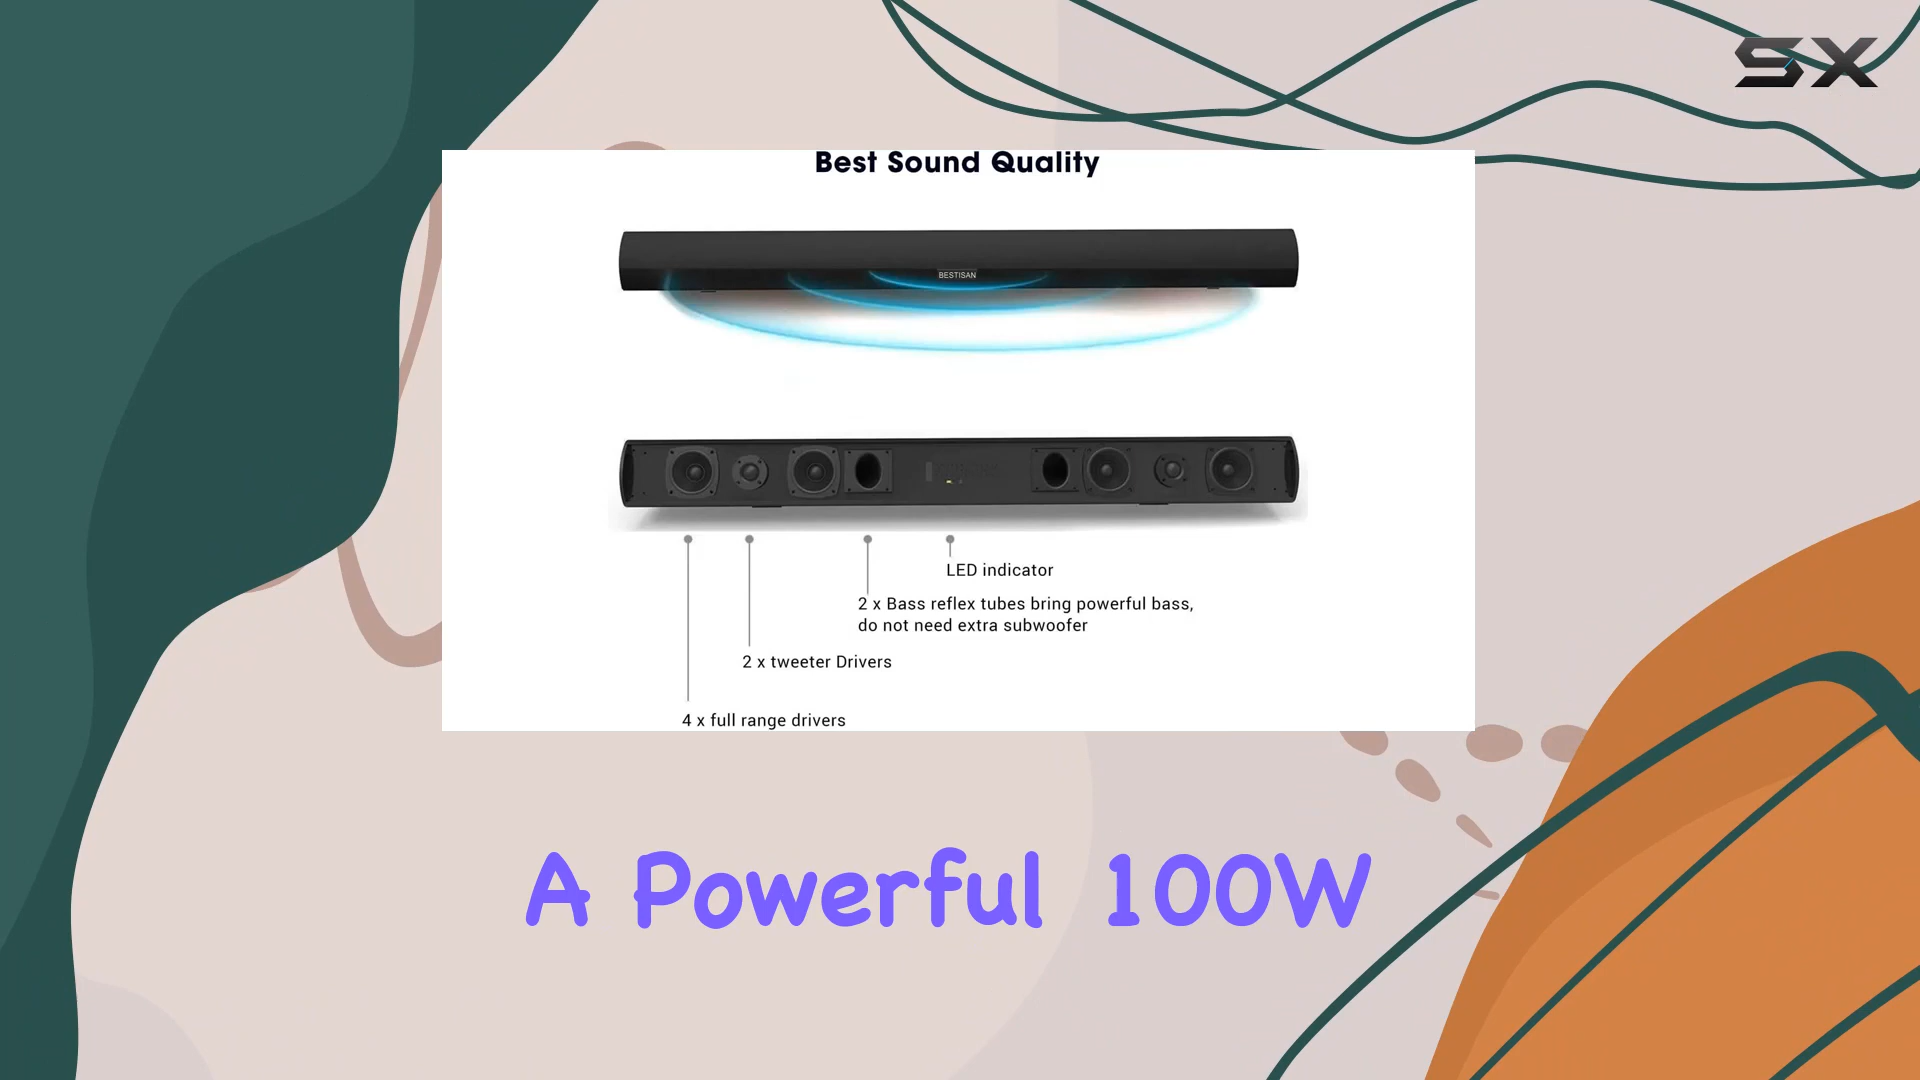 SX
Best Sound Quality
BESTISAN
LED indicator
2 x Bass reflex tubes bring powerful bass,
do not need extra subwoofer
2 x tweeter Drivers
4 x full range drivers
A Powerful 100W